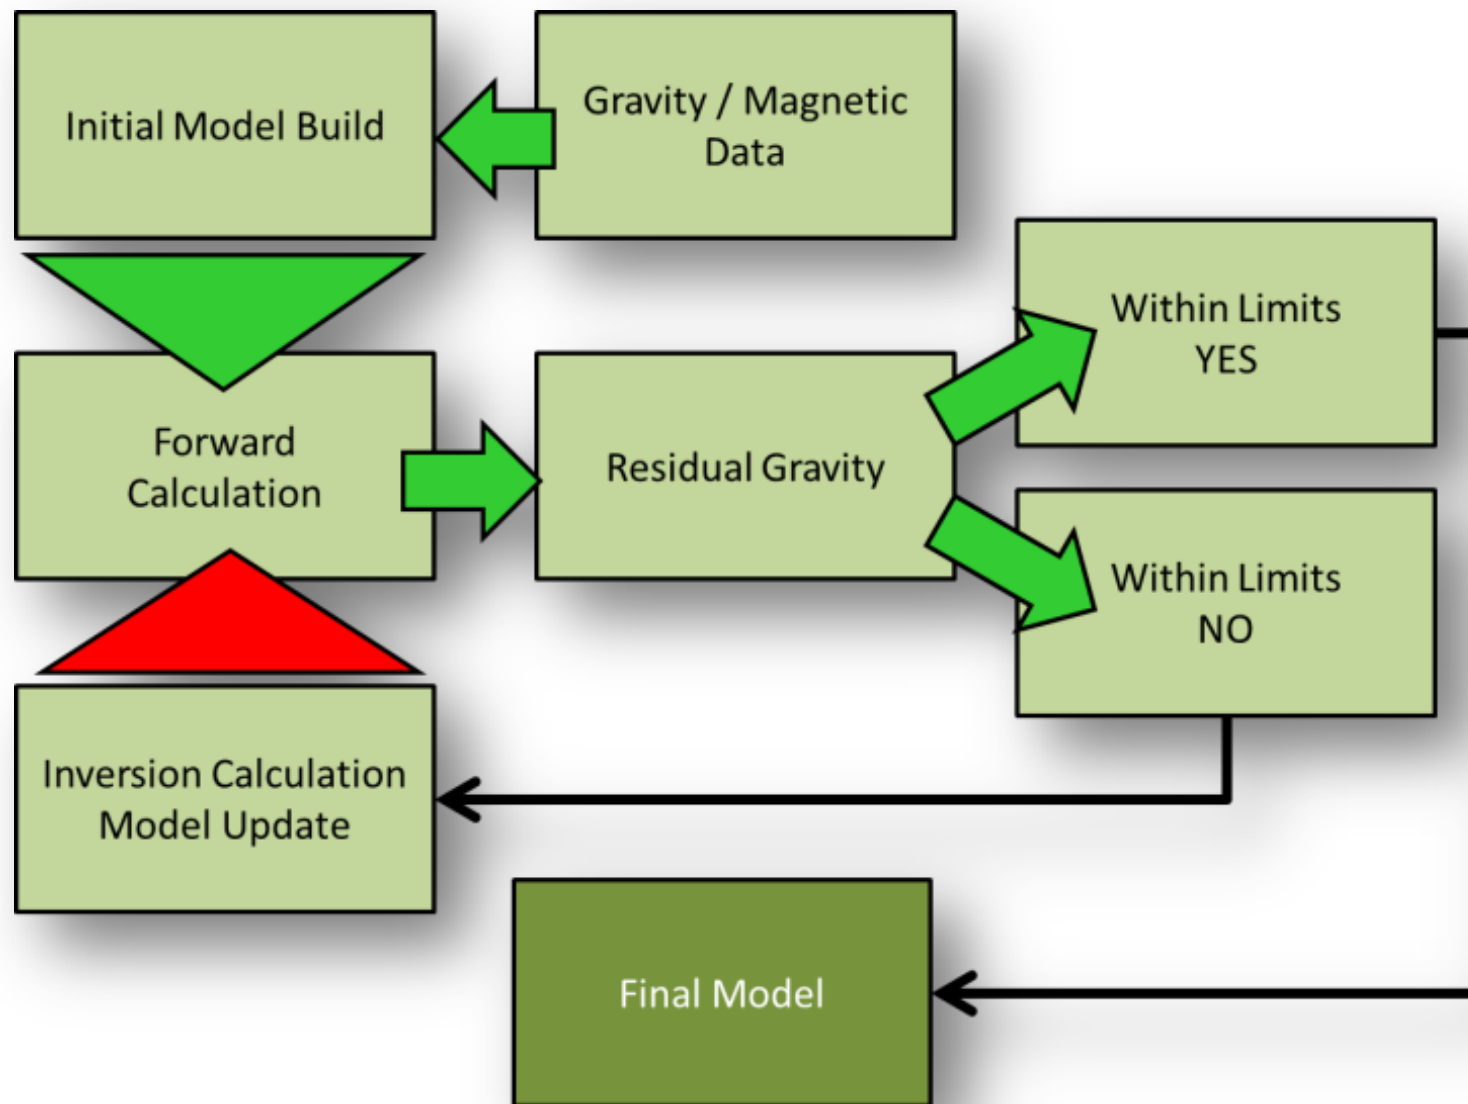 Initial Model Build
Gravity / Magnetic
Data
Within Limits
YES
Forward
Calculation
Residual Gravity
Within Limits
NO
Inversion Calculation
Model Update
Final Model